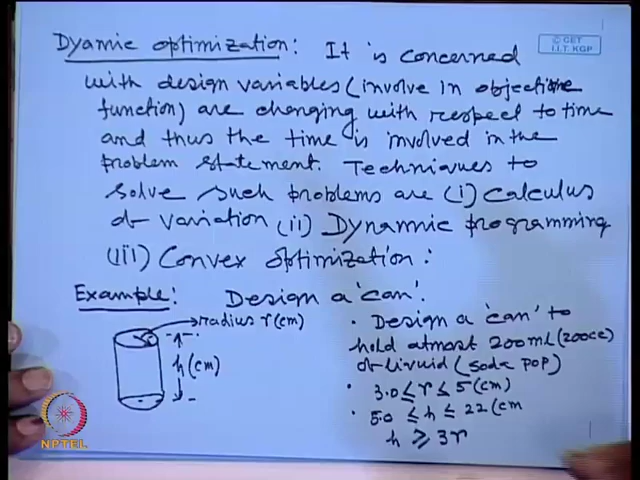 © CET
I.I.T. KGP
Dyamic optimization: It is concerned
with design variables (involve in objective
function) are changing with respect to time
and thus the time is involved in the
problem statement. Techniques to
solve such problems are (i) Calculus
of variation (ii) Dynamic programming
(iii) Convex optimization:
Example: Design a 'can'.
radius r(cm)
h(cm)
• Design a 'can' to
hold atmost 200ml(200cc)
of liquid (soda pop)
• 3.0 ≤ r ≤ 5(cm)
• 5.0 ≤ h ≤ 22(cm
h ≥ 3r
NPTEL